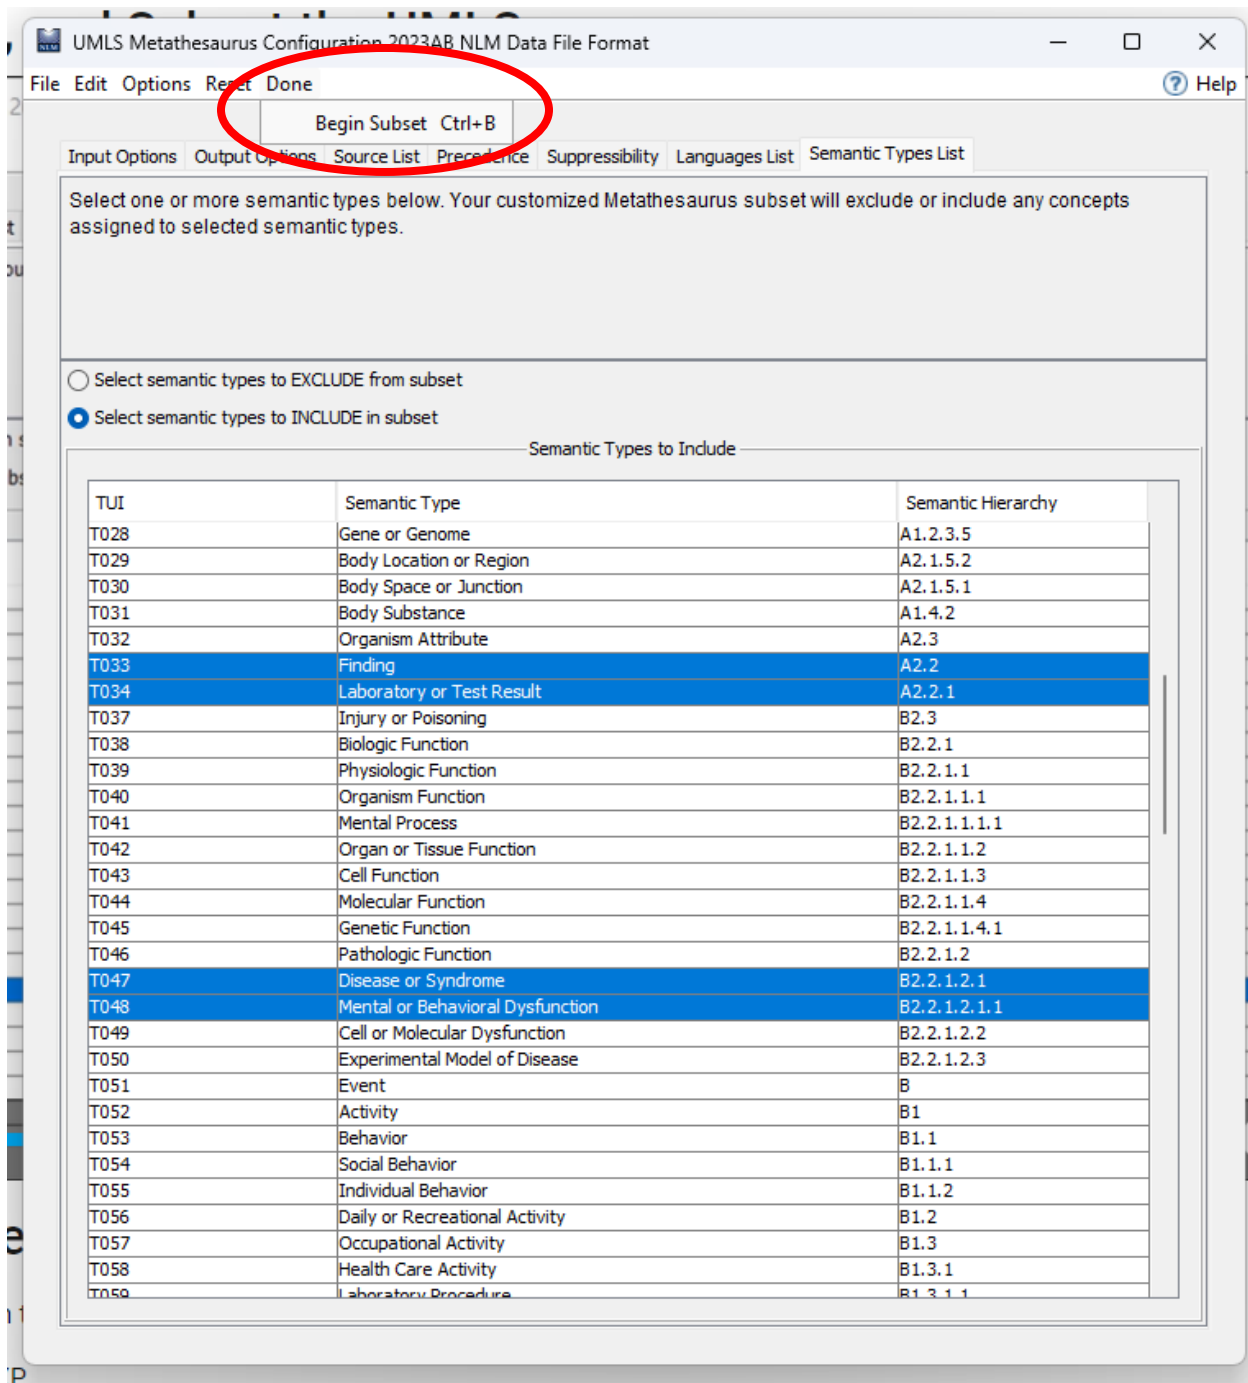 UMLS Metathesaurus Configuration 2023AB NLM Data File Format
File Edit Options Reset Done Help
Begin Subset Ctrl+B
Input Options Output Options Source List Precedence Suppressibility Languages List Semantic Types List
Select one or more semantic types below. Your customized Metathesaurus subset will exclude or include any concepts
assigned to selected semantic types.
Select semantic types to EXCLUDE from subset
Select semantic types to INCLUDE in subset
Semantic Types to Include
TUI Semantic Type Semantic Hierarchy
T028 Gene or Genome A1.2.3.5
T029 Body Location or Region A2.1.5.2
T030 Body Space or Junction A2.1.5.1
T031 Body Substance A1.4.2
T032 Organism Attribute A2.3
T033 Finding A2.2
T034 Laboratory or Test Result A2.2.1
T037 Injury or Poisoning B2.3
T038 Biologic Function B2.2.1
T039 Physiologic Function B2.2.1.1
T040 Organism Function B2.2.1.1.1
T041 Mental Process B2.2.1.1.1.1
T042 Organ or Tissue Function B2.2.1.1.2
T043 Cell Function B2.2.1.1.3
T044 Molecular Function B2.2.1.1.4
T045 Genetic Function B2.2.1.1.4.1
T046 Pathologic Function B2.2.1.2
T047 Disease or Syndrome B2.2.1.2.1
T048 Mental or Behavioral Dysfunction B2.2.1.2.1.1
T049 Cell or Molecular Dysfunction B2.2.1.2.2
T050 Experimental Model of Disease B2.2.1.2.3
T051 Event B
T052 Activity B1
T053 Behavior B1.1
T054 Social Behavior B1.1.1
T055 Individual Behavior B1.1.2
T056 Daily or Recreational Activity B1.2
T057 Occupational Activity B1.3
T058 Health Care Activity B1.3.1
T059 Laboratory Procedure B1.3.1.1